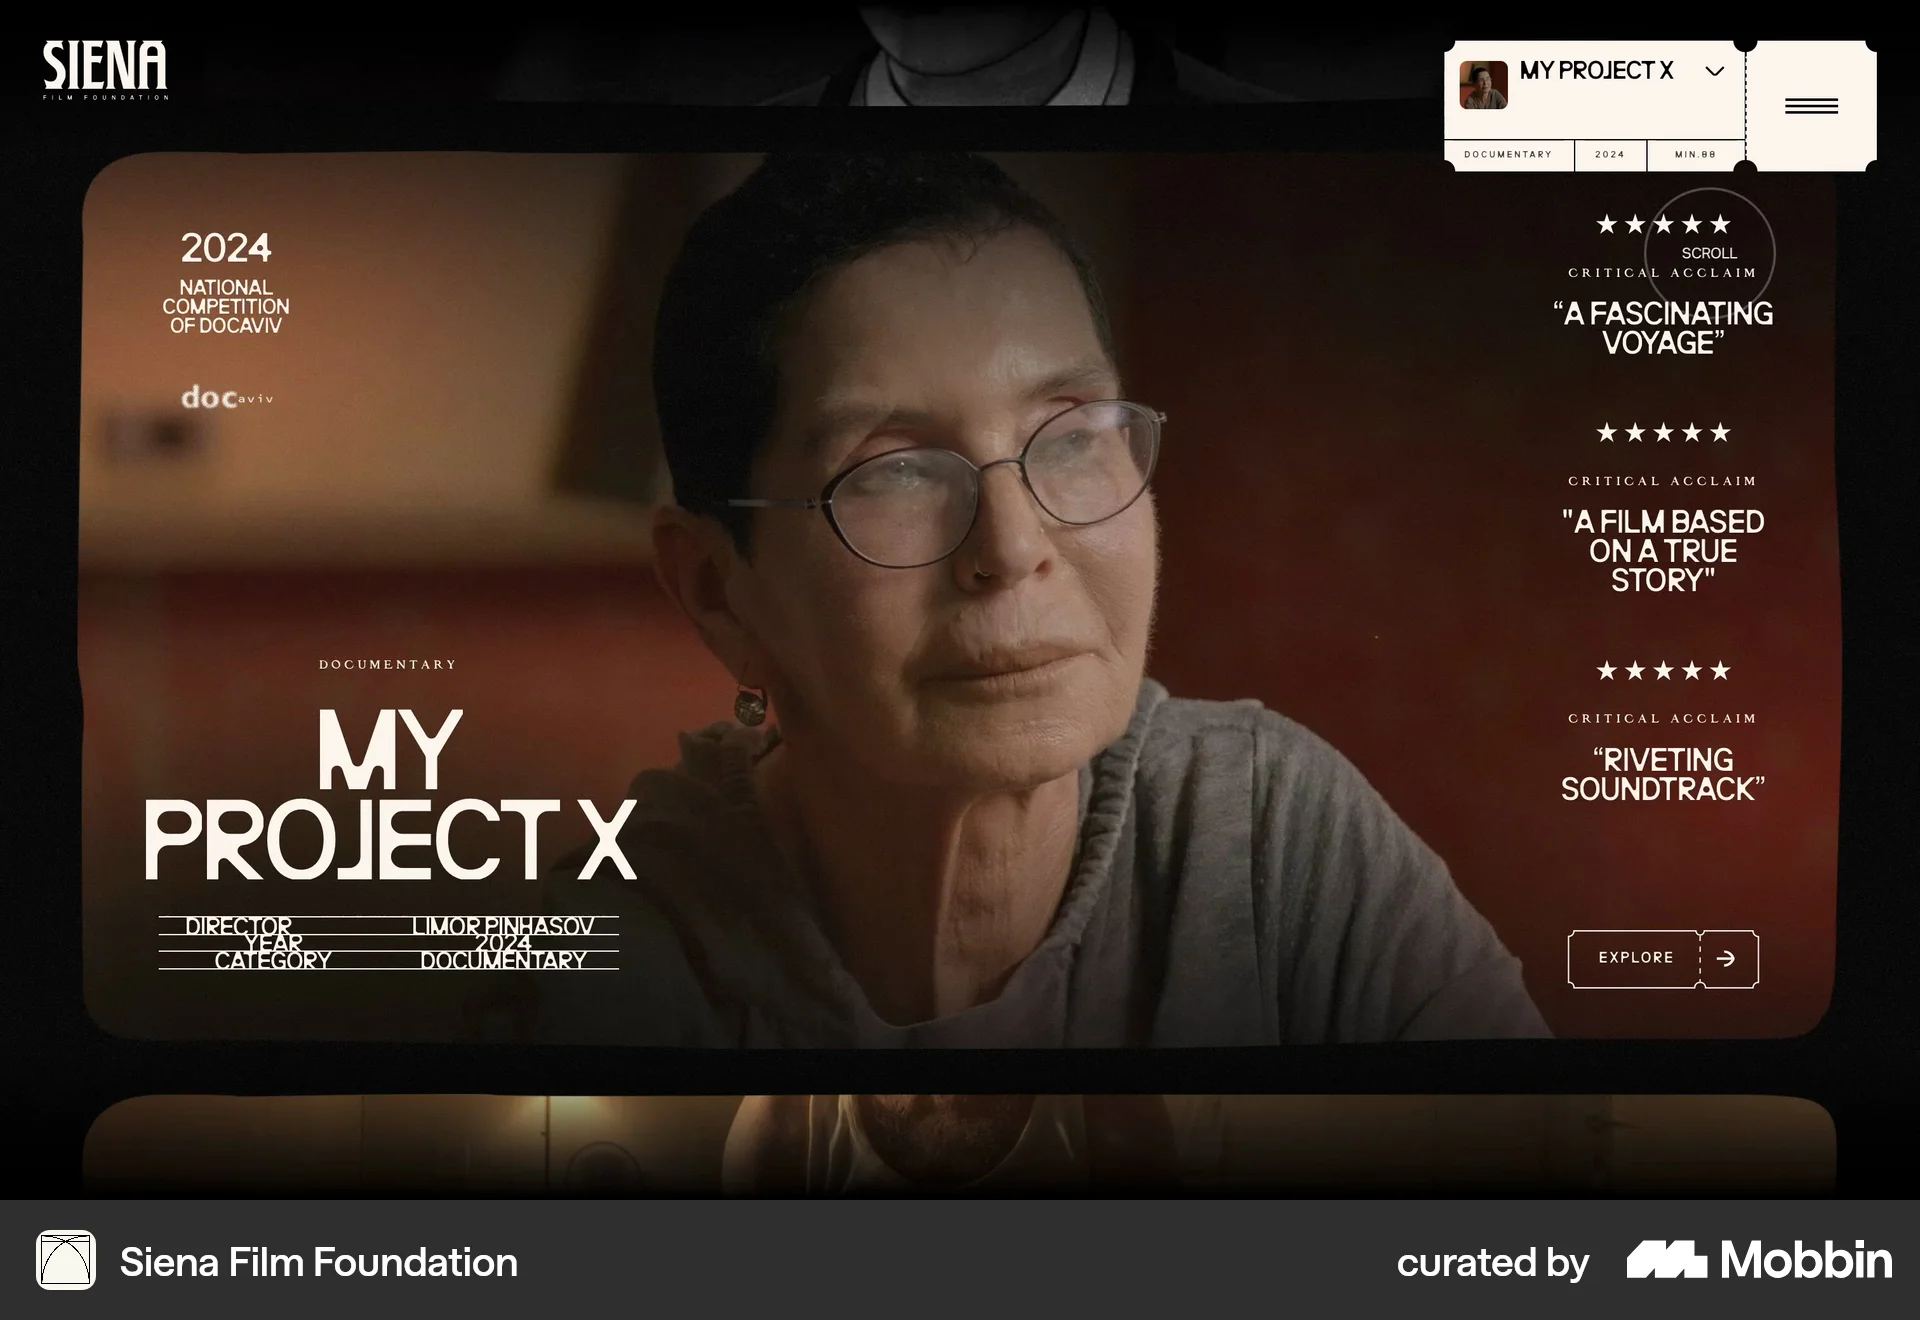 SIENA
FILM FOUNDATION
MY PROJECT X
DOCUMENTARY
2024
MIN.88
2024
NATIONAL
COMPETITION
OF DOCAVIV
docaviv
★★★★★
SCROLL
CRITICAL ACCLAIM
“A FASCINATING
VOYAGE”
★★★★★
CRITICAL ACCLAIM
"A FILM BASED
ON A TRUE
STORY"
★★★★★
CRITICAL ACCLAIM
“RIVETING
SOUNDTRACK”
DOCUMENTARY
MY
PROJECT X
DIRECTOR LIMOR PINHASOV
YEAR 2024
CATEGORY DOCUMENTARY
EXPLORE
Siena Film Foundation
curated by Mobbin